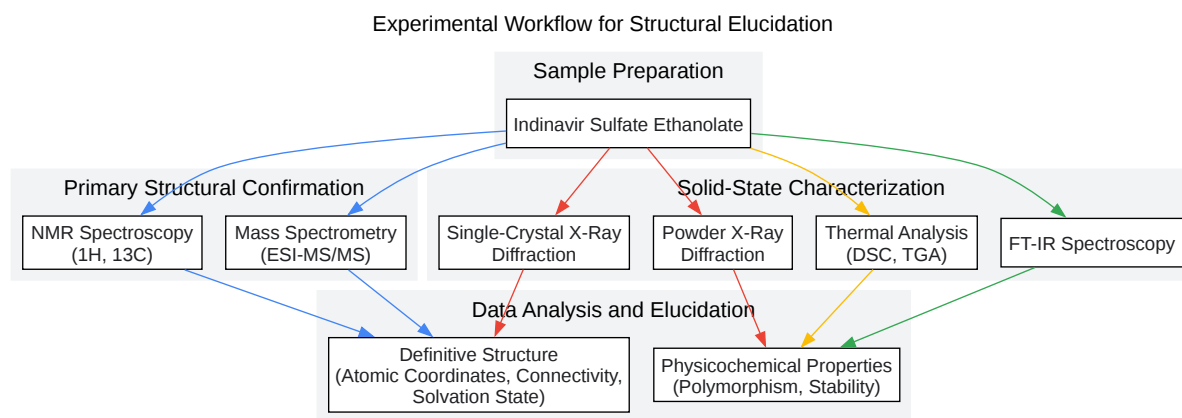 Experimental Workflow for Structural Elucidation
Sample Preparation
Indinavir Sulfate Ethanolate
Primary Structural Confirmation
Solid-State Characterization
NMR Spectroscopy
(1H, 13C)
Mass Spectrometry
(ESI-MS/MS)
Single-Crystal X-Ray
Diffraction
Powder X-Ray
Diffraction
Thermal Analysis
(DSC, TGA)
FT-IR Spectroscopy
Data Analysis and Elucidation
Definitive Structure
(Atomic Coordinates, Connectivity,
Solvation State)
Physicochemical Properties
(Polymorphism, Stability)